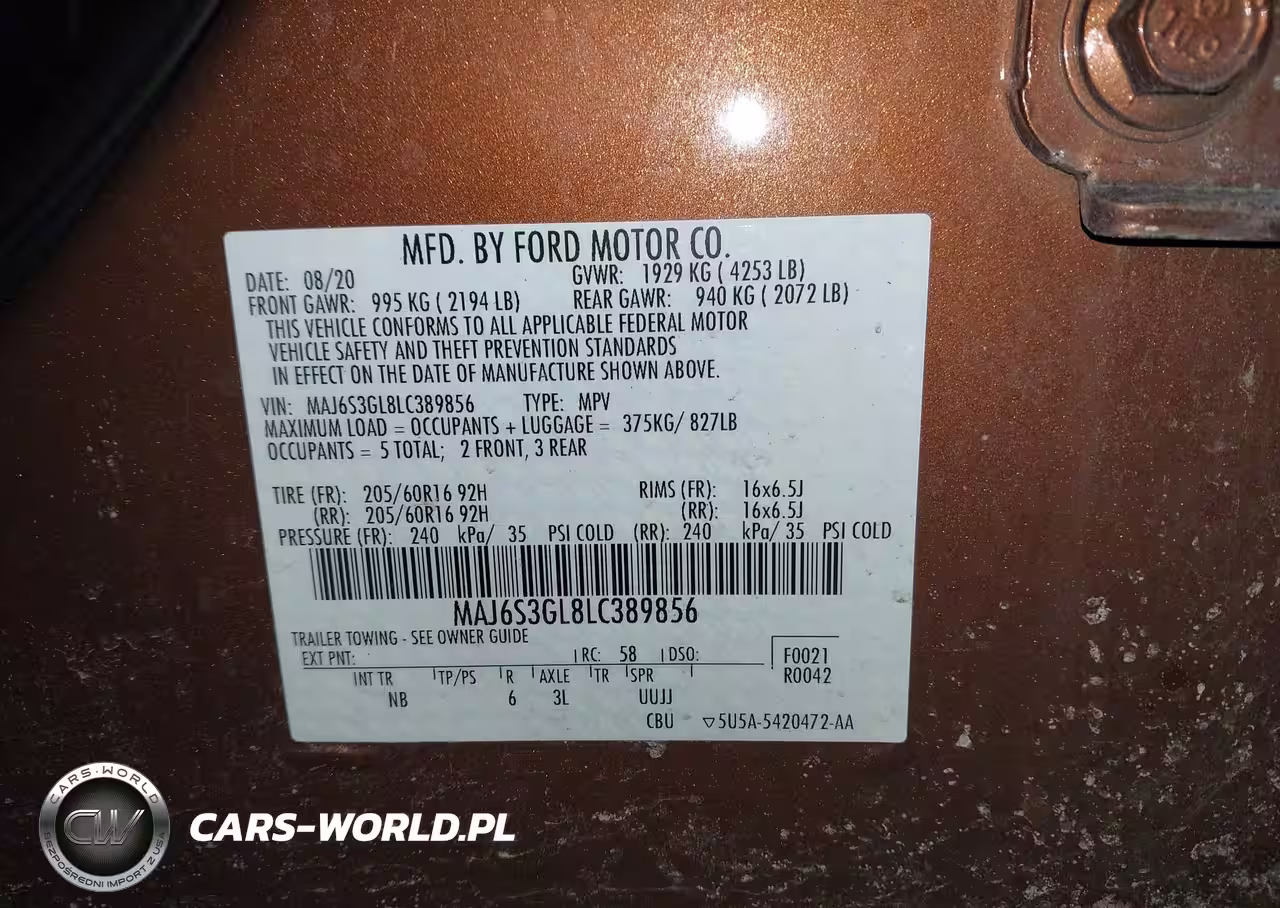 MFD. BY FORD MOTOR CO.
DATE: 08/20 GVWR: 1929 KG ( 4253 LB)
FRONT GAWR: 995 KG ( 2194 LB) REAR GAWR: 940 KG ( 2072 LB)
THIS VEHICLE CONFORMS TO ALL APPLICABLE FEDERAL MOTOR
VEHICLE SAFETY AND THEFT PREVENTION STANDARDS
IN EFFECT ON THE DATE OF MANUFACTURE SHOWN ABOVE.
VIN: MAJ6S3GL8LC389856 TYPE: MPV
MAXIMUM LOAD = OCCUPANTS + LUGGAGE = 375KG/ 827LB
OCCUPANTS = 5 TOTAL; 2 FRONT, 3 REAR
TIRE (FR): 205/60R16 92H RIMS (FR): 16x6.5J
(RR): 205/60R16 92H (RR): 16x6.5J
PRESSURE (FR): 240 kPa/ 35 PSI COLD (RR): 240 kPa/ 35 PSI COLD
MAJ6S3GL8LC389856
TRAILER TOWING - SEE OWNER GUIDE
EXT PNT: RC: 58 DSO: F0021
INT TR TP/PS R AXLE TR SPR R0042
NB 6 3L UUJJ
CBU ▽5U5A-5420472-AA
CARS-WORLD
CW
BEZPOŚREDNI IMPORT Z USA
CARS-WORLD.PL